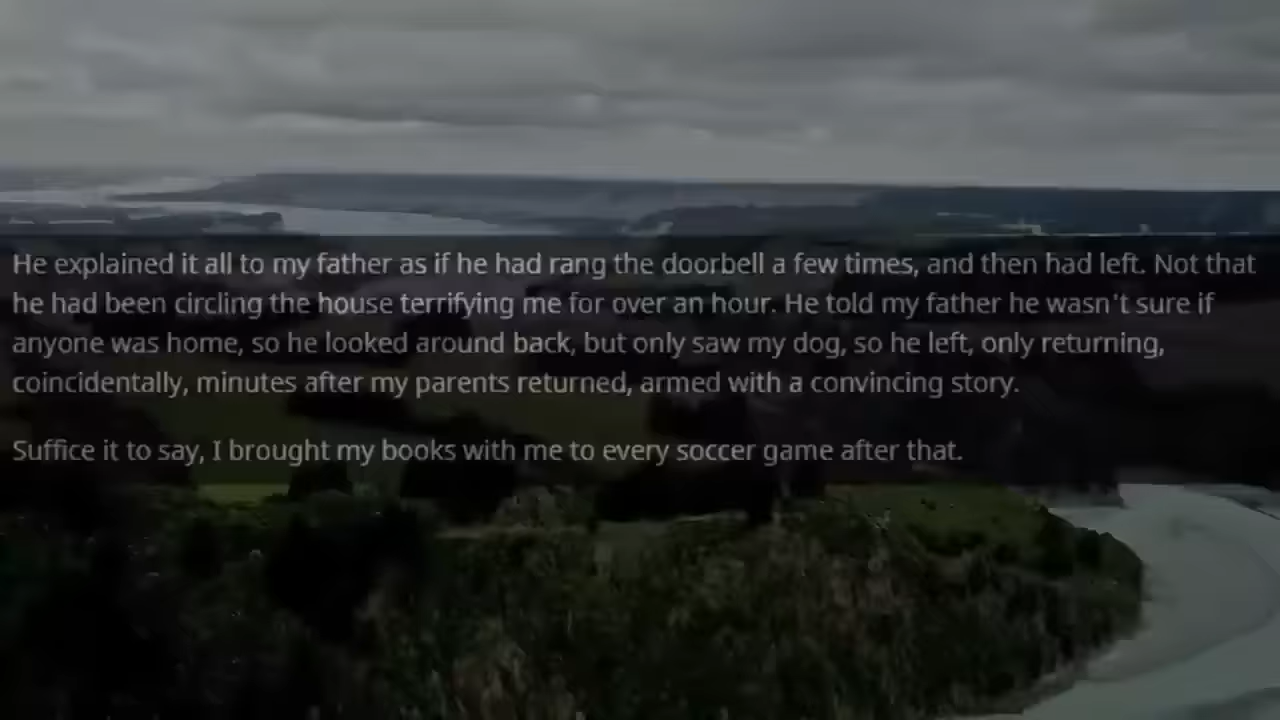 He explained it all to my father as if he had rang the doorbell a few times, and then had left. Not that
he had been circling the house terrifying me for over an hour. He told my father he wasn't sure if
anyone was home, so he looked around back, but only saw my dog, so he left, only returning,
coincidentally, minutes after my parents returned, armed with a convincing story.
Suffice it to say, I brought my books with me to every soccer game after that.